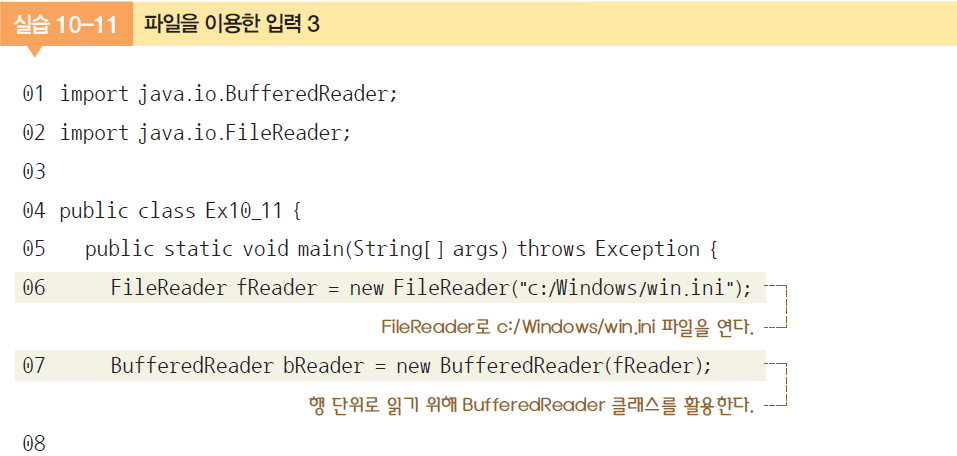 실습 10-11 파일을 이용한 입력 3
01 import java.io.BufferedReader;
02 import java.io.FileReader;
03
04 public class Ex10_11 {
05 public static void main(String[] args) throws Exception {
06 FileReader fReader = new FileReader("c:/Windows/win.ini");
FileReader로 c:/Windows/win.ini 파일을 연다.
07 BufferedReader bReader = new BufferedReader(fReader);
행 단위로 읽기 위해 BufferedReader 클래스를 활용한다.
08